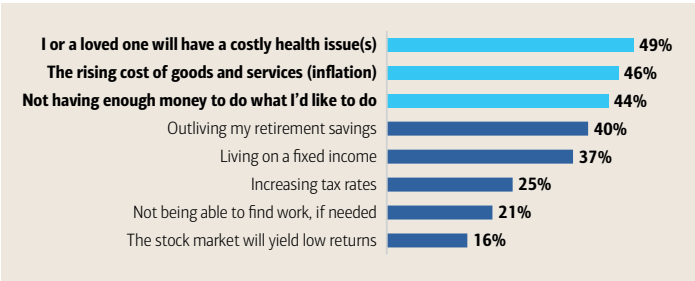 I or a loved one will have a costly health issue(s) 49%
The rising cost of goods and services (inflation) 46%
Not having enough money to do what I’d like to do 44%
Outliving my retirement savings 40%
Living on a fixed income 37%
Increasing tax rates 25%
Not being able to find work, if needed 21%
The stock market will yield low returns 16%